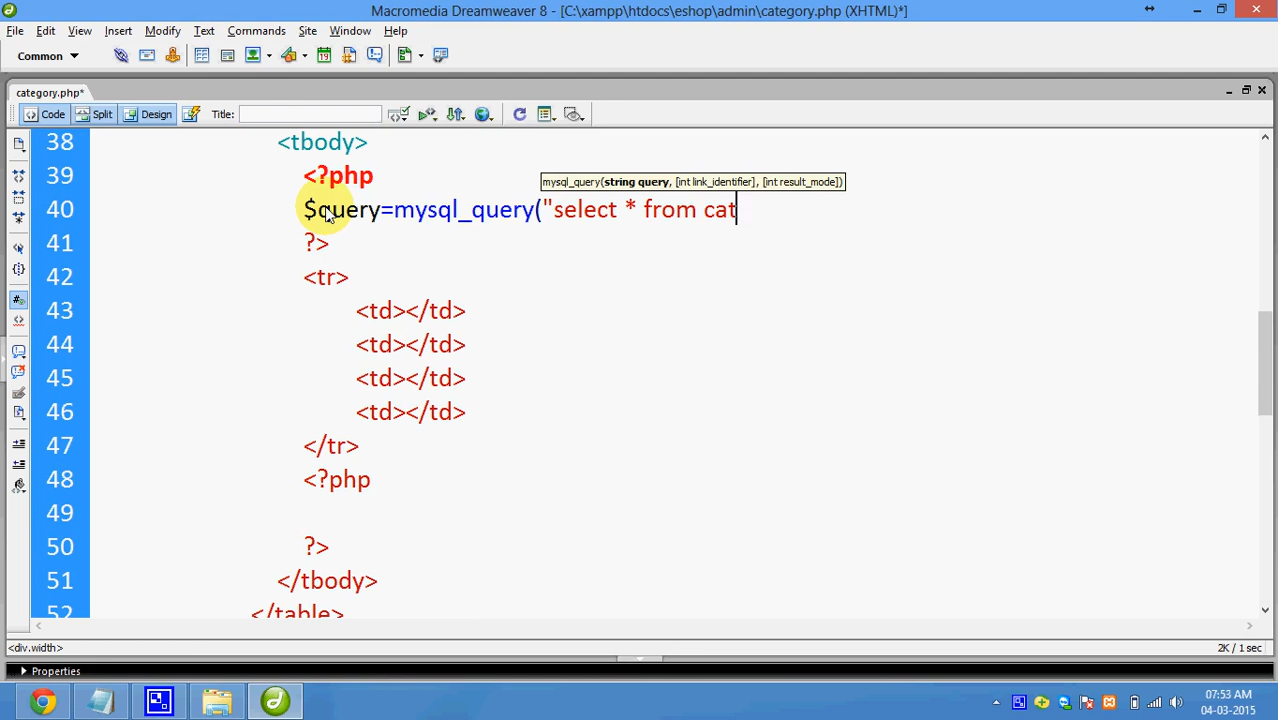 Macromedia Dreamweaver 8 - [C:\xampp\htdocs\eshop\admin\category.php (XHTML)*]
File Edit View Insert Modify Text Commands Site Window Help
Common
category.php*
Code Split Design Title:
38 <tbody>
39 <?php
mysql_query(string query, [int link_identifier], [int result_mode])
40 $query=mysql_query("select * from cat
41 ?>
42 <tr>
43 <td></td>
44 <td></td>
45 <td></td>
46 <td></td>
47 </tr>
48 <?php
49
50 ?>
51 </tbody>
52 </table>
<div.width> 2K / 1 sec
Properties
07:53 AM
04-03-2015